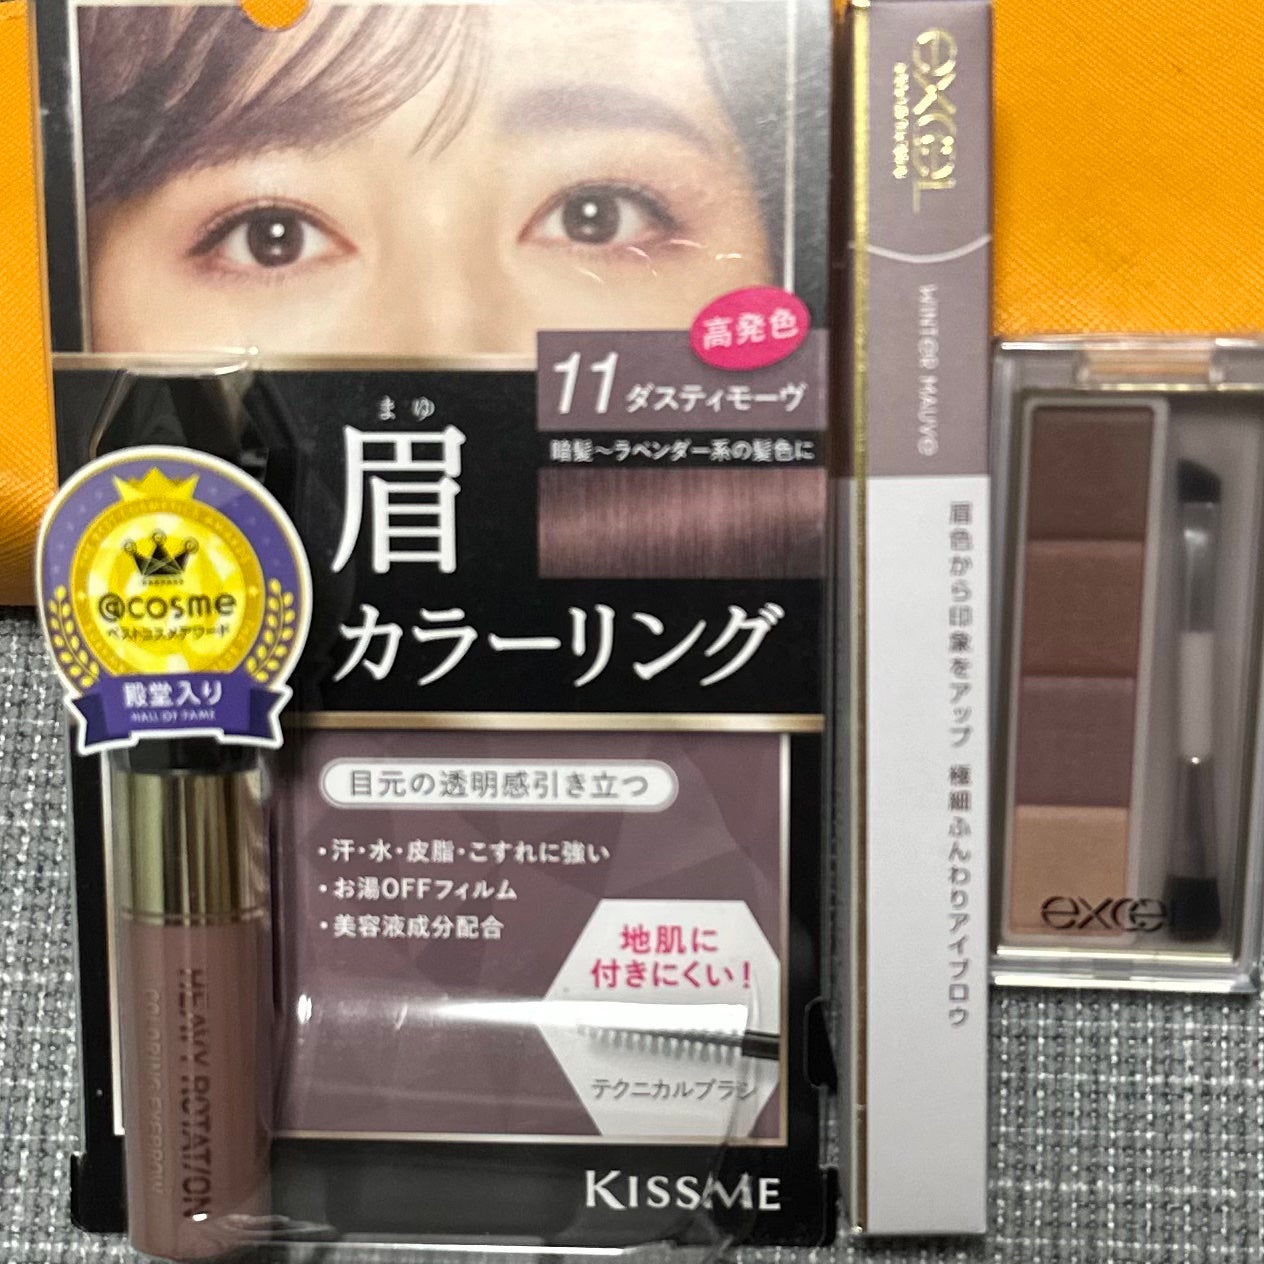 高発色
11 ダスティモーヴ
暗髪～ラベンダー系の髪色に
まゆ
眉
カラーリング
@cosme
ベストコスメアワード
殿堂入り
HALL OF FAME
目元の透明感引き立つ
・汗・水・皮脂・こすれに強い
・お湯OFFフィルム
・美容液成分配合
地肌に
付きにくい！
テクニカルブラシ
KISSME
HEAVY ROTATION
COLORING EYEBROW
excel
WINTER MAUVE
眉色から印象をアップ 極細ふんわりアイブロウ
excel